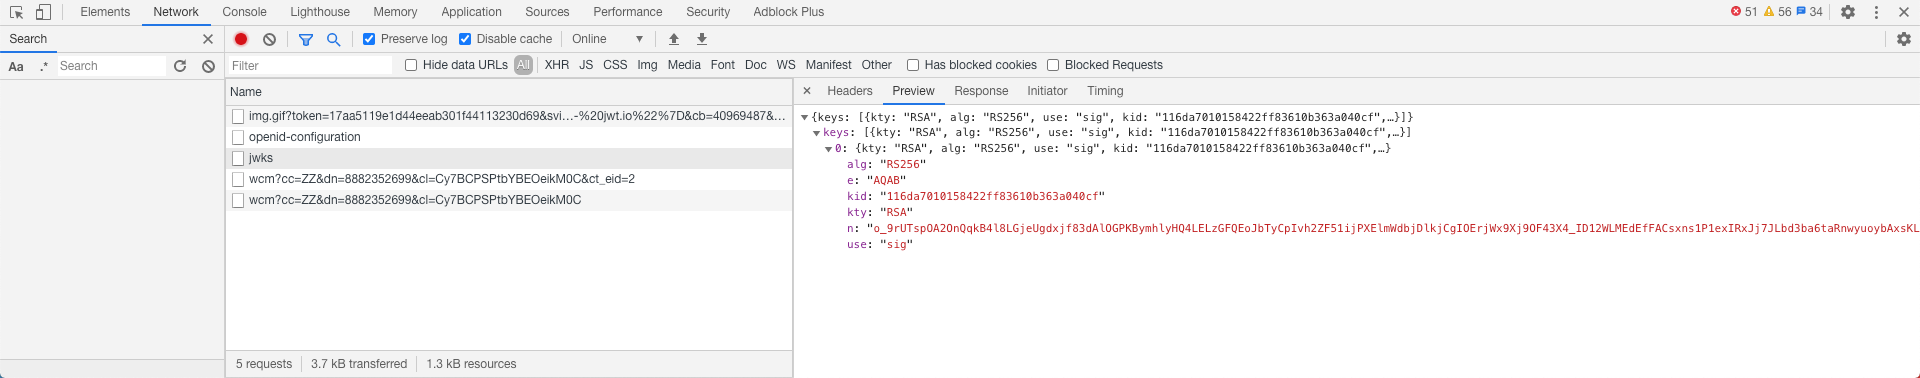 Elements Network Console Lighthouse Memory Application Sources Performance Security Adblock Plus 51 56 34
Search
Preserve log Disable cache Online
Aa .* Search
Filter Hide data URLs All XHR JS CSS Img Media Font Doc WS Manifest Other Has blocked cookies Blocked Requests
Name
img.gif?token=17aa5119e1d44eeab301f44113230d69&svi...-%20jwt.io%22%7D&cb=40969487&...
openid-configuration
jwks
wcm?cc=ZZ&dn=8882352699&cl=Cy7BCPSPtbYBEOeikM0C&ct_eid=2
wcm?cc=ZZ&dn=8882352699&cl=Cy7BCPSPtbYBEOeikM0C
5 requests 3.7 kB transferred 1.3 kB resources
Headers Preview Response Initiator Timing
{keys: [{kty: "RSA", alg: "RS256", use: "sig", kid: "116da7010158422ff83610b363a040cf",…}]}
keys: [{kty: "RSA", alg: "RS256", use: "sig", kid: "116da7010158422ff83610b363a040cf",…}]
0: {kty: "RSA", alg: "RS256", use: "sig", kid: "116da7010158422ff83610b363a040cf",…}
alg: "RS256"
e: "AQAB"
kid: "116da7010158422ff83610b363a040cf"
kty: "RSA"
n: "o_9rUTspOA2OnQqkB4l8LGjeUgdxjf83dAlOGPKBymhlyHQ4LELzGFQEoJbTyCpIvh2ZF51ijPXElmWdbjDlkjCgIOErjWx9Xj9OF43X4_ID12WLMEdEfFACsxns1P1exIRxJj7JLbd3ba6taRnwyuoybAxsKL
use: "sig"